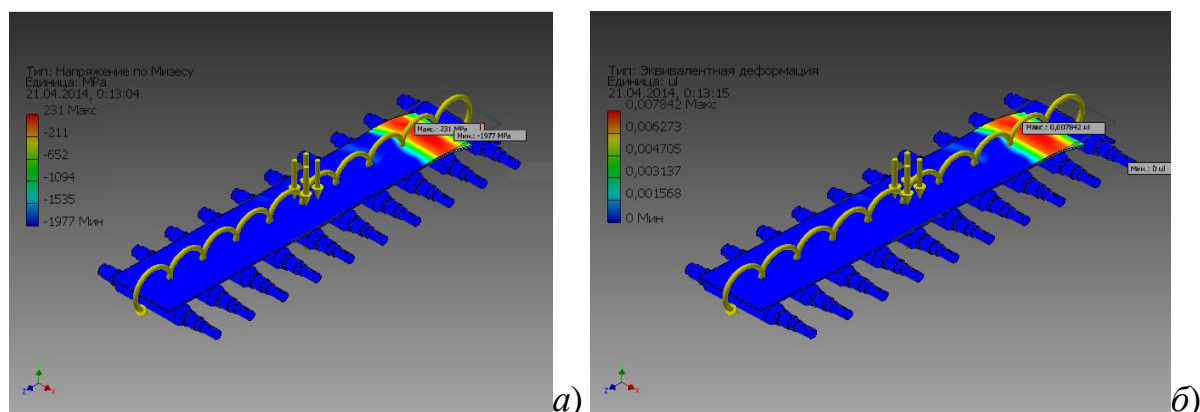 Тип: Напряжение по Мизесу
Единица: MPa
21.04.2014, 0:13:04
231 Макс
-211
-652
-1094
-1535
-1977 Мин
Макс.: 231 MPa
Мин.: -1977 MPa
а)
Тип: Эквивалентная деформация
Единица: ul
21.04.2014, 0:13:15
0,007842 Макс
0,006273
0,004705
0,003137
0,001568
0 Мин
Макс.: 0,007842 ul
Мин.: 0 ul
б)